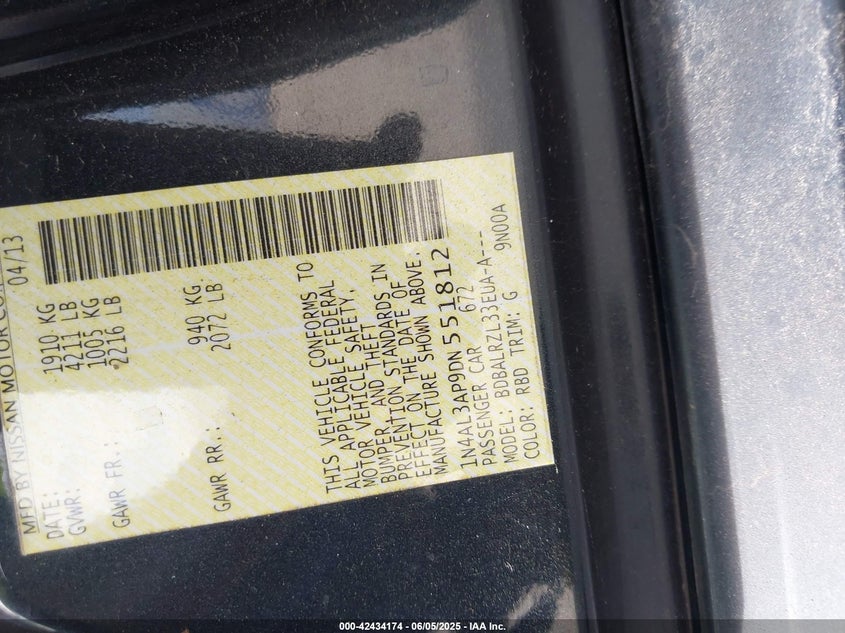 MFD BY NISSAN MOTOR CO.
DATE: 04/13
GVWR: 1910 KG
4211 LB
GAWR FR.: 1005 KG
2216 LB
GAWR RR.: 940 KG.
2072 LB
THIS VEHICLE CONFORMS TO
ALL APPLICABLE FEDERAL
MOTOR VEHICLE SAFETY,
BUMPER, AND THEFT
PREVENTION STANDARDS IN
EFFECT ON THE DATE OF
MANUFACTURE SHOWN ABOVE.
1N4AL3AP9DN551812
PASSENGER CAR 672
MODEL: BDBALRZL33EUA-A---
COLOR: RBD TRIM: G 9N00A
000-42434174 - 06/05/2025 - IAA Inc.